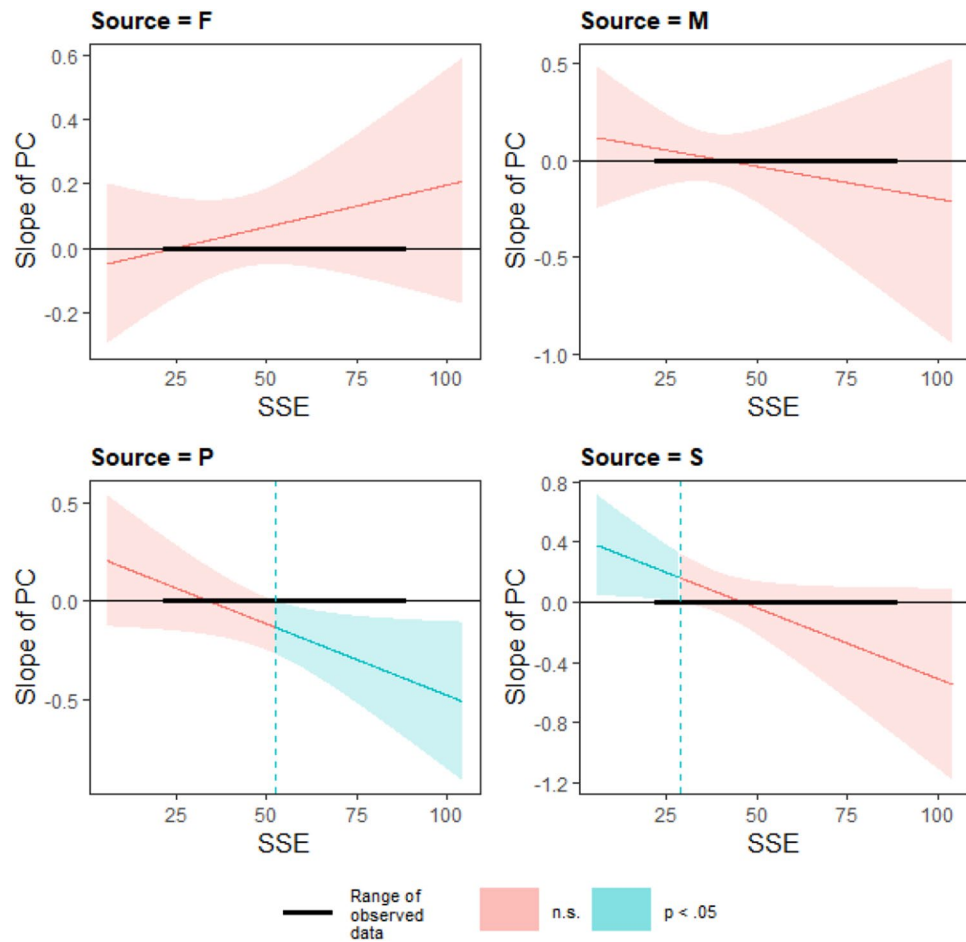 Source = F
Source = M
0.6
0.4
0.2
0.0
-0.2
Slope of PC
25 50 75 100
SSE
0.5
0.0
-0.5
-1.0
Slope of PC
25 50 75 100
SSE
Source = P
Source = S
0.5
0.0
-0.5
Slope of PC
25 50 75 100
SSE
0.8
0.4
0.0
-0.4
-0.8
-1.2
Slope of PC
25 50 75 100
SSE
Range of
observed
data
n.s.
p < .05